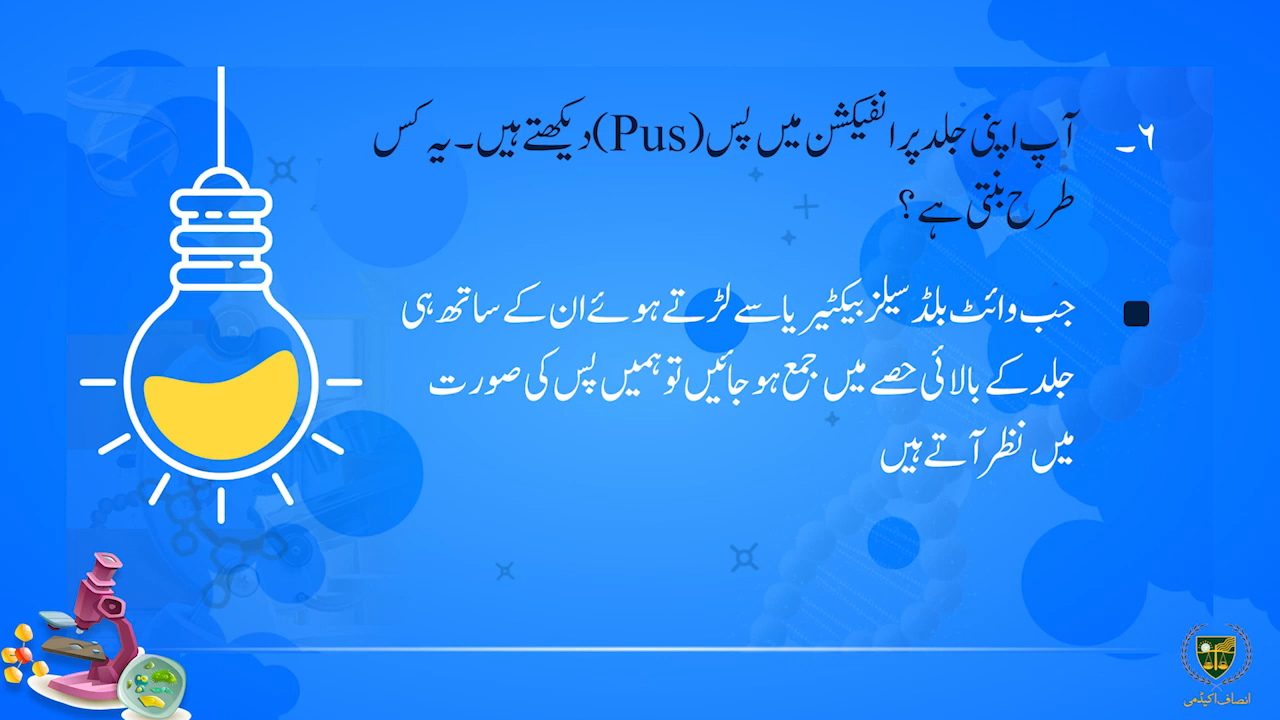 ۶۔ آپ اپنی جلد پر انفیکشن میں پس (Pus) دیکھتے ہیں۔ یہ کس
طرح بنتی ہے؟
جب وائٹ بلڈ سیلز بیکٹیریا سے لڑتے ہوئے ان کے ساتھ ہی
جلد کے بالائی حصے میں جمع ہو جائیں تو ہمیں پس کی صورت
میں نظر آتے ہیں
انصاف اکیڈمی